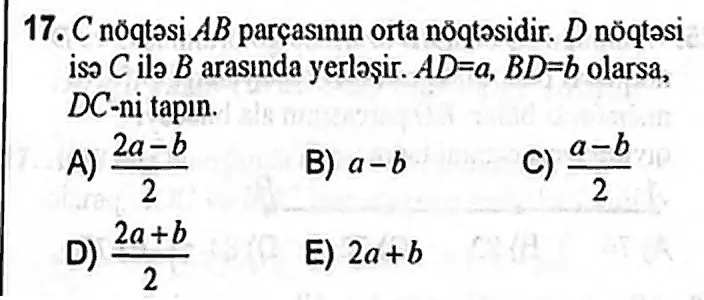 17. C nöqtəsi AB parçasının orta nöqtəsidir. D nöqtəsi
isə C ilə B arasında yerləşir. AD=a, BD=b olarsa,
DC-ni tapın.
A) (2a−b)/2 B) a−b C) (a−b)/2
D) (2a+b)/2 E) 2a+b